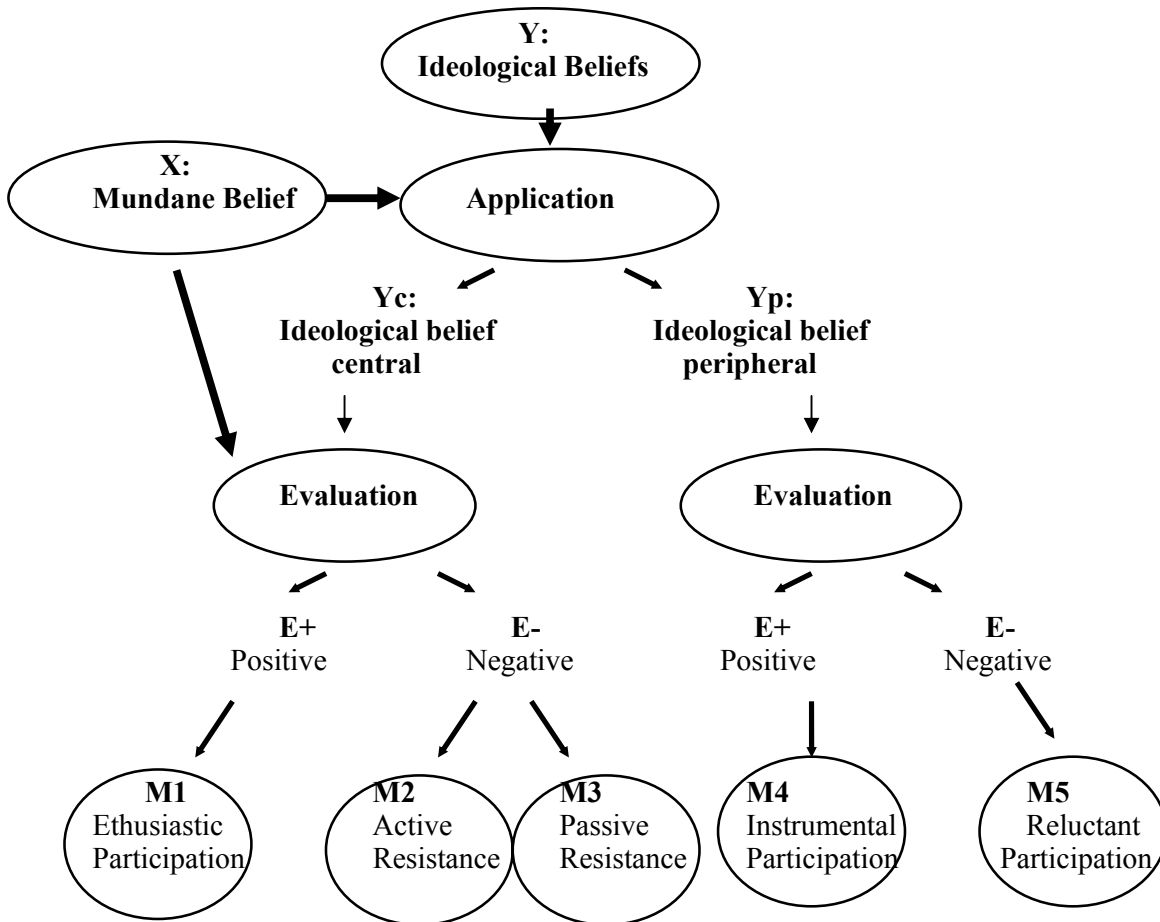 Y:
Ideological Beliefs
X:
Mundane Belief
Application
Yc:
Ideological belief
central
Yp:
Ideological belief
peripheral
Evaluation
Evaluation
E+
Positive
E-
Negative
E+
Positive
E-
Negative
M1
Ethusiastic
Participation
M2
Active
Resistance
M3
Passive
Resistance
M4
Instrumental
Participation
M5
Reluctant
Participation